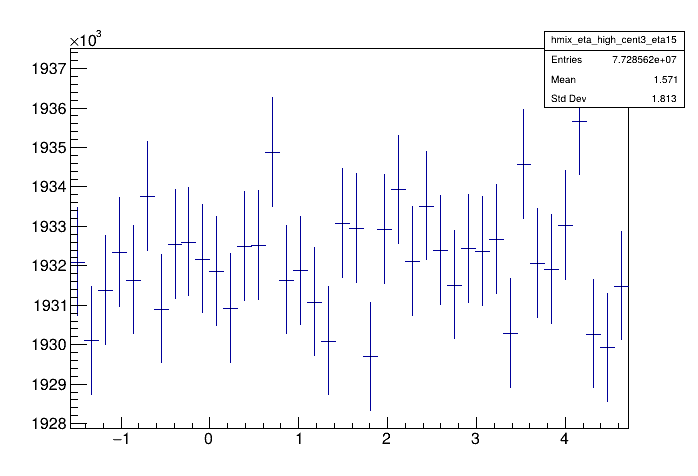 ×10³
hmix_eta_high_cent3_eta15
Entries 7.728562e+07
Mean 1.571
Std Dev 1.813
1937
1936
1935
1934
1933
1932
1931
1930
1929
1928
−1 0 1 2 3 4